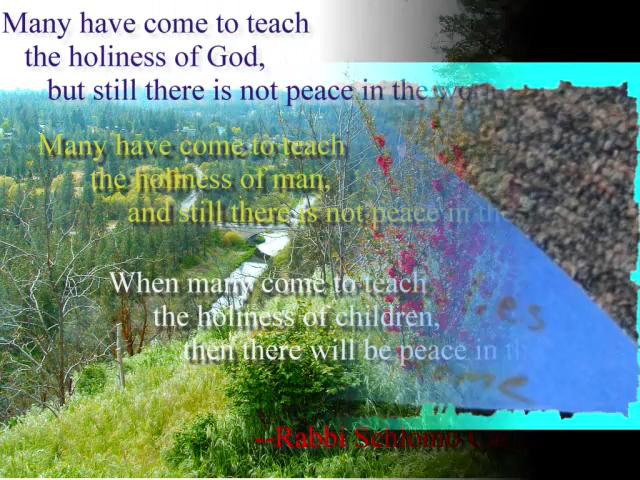 Many have come to teach
the holiness of God,
but still there is not peace in the
Many have come to teach
the holiness of man,
and still there is not peace in the
When many come to teach
the holiness of children,
then there will be peace in
--Rabbi Schlomo